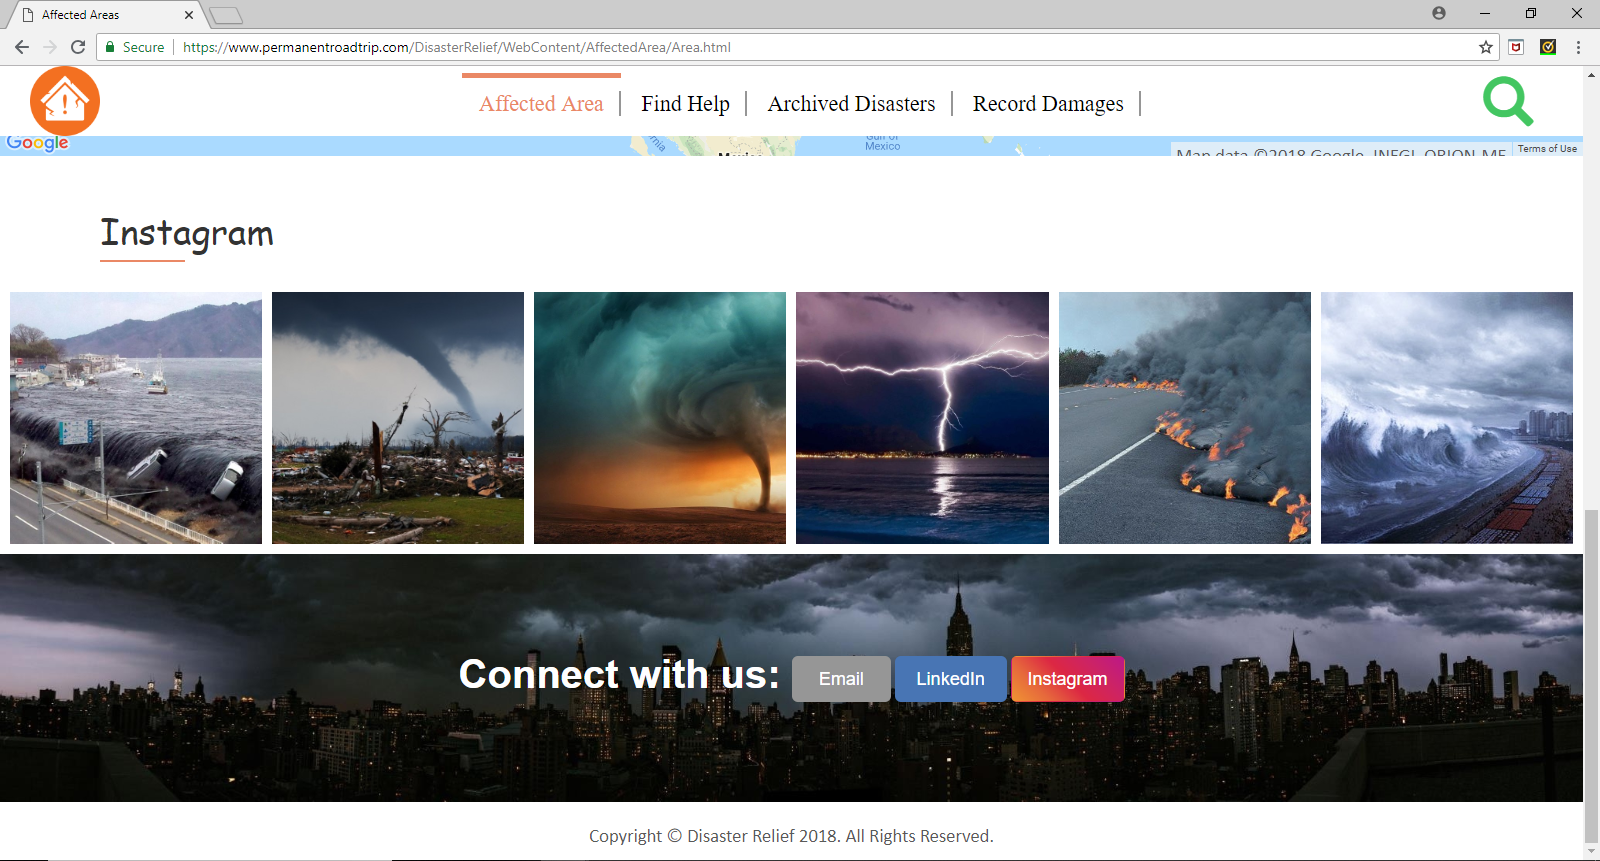 Affected Areas
Secure
https://www.permanentroadtrip.com/DisasterRelief/WebContent/AffectedArea/Area.html
Affected Area
Find Help
Archived Disasters
Record Damages
Google
Gulf of
Mexico
Mexico
Map data ©2018 Google, INEGI, ORION-ME
Terms of Use
Instagram
Connect with us:
Email
LinkedIn
Instagram
Copyright © Disaster Relief 2018. All Rights Reserved.